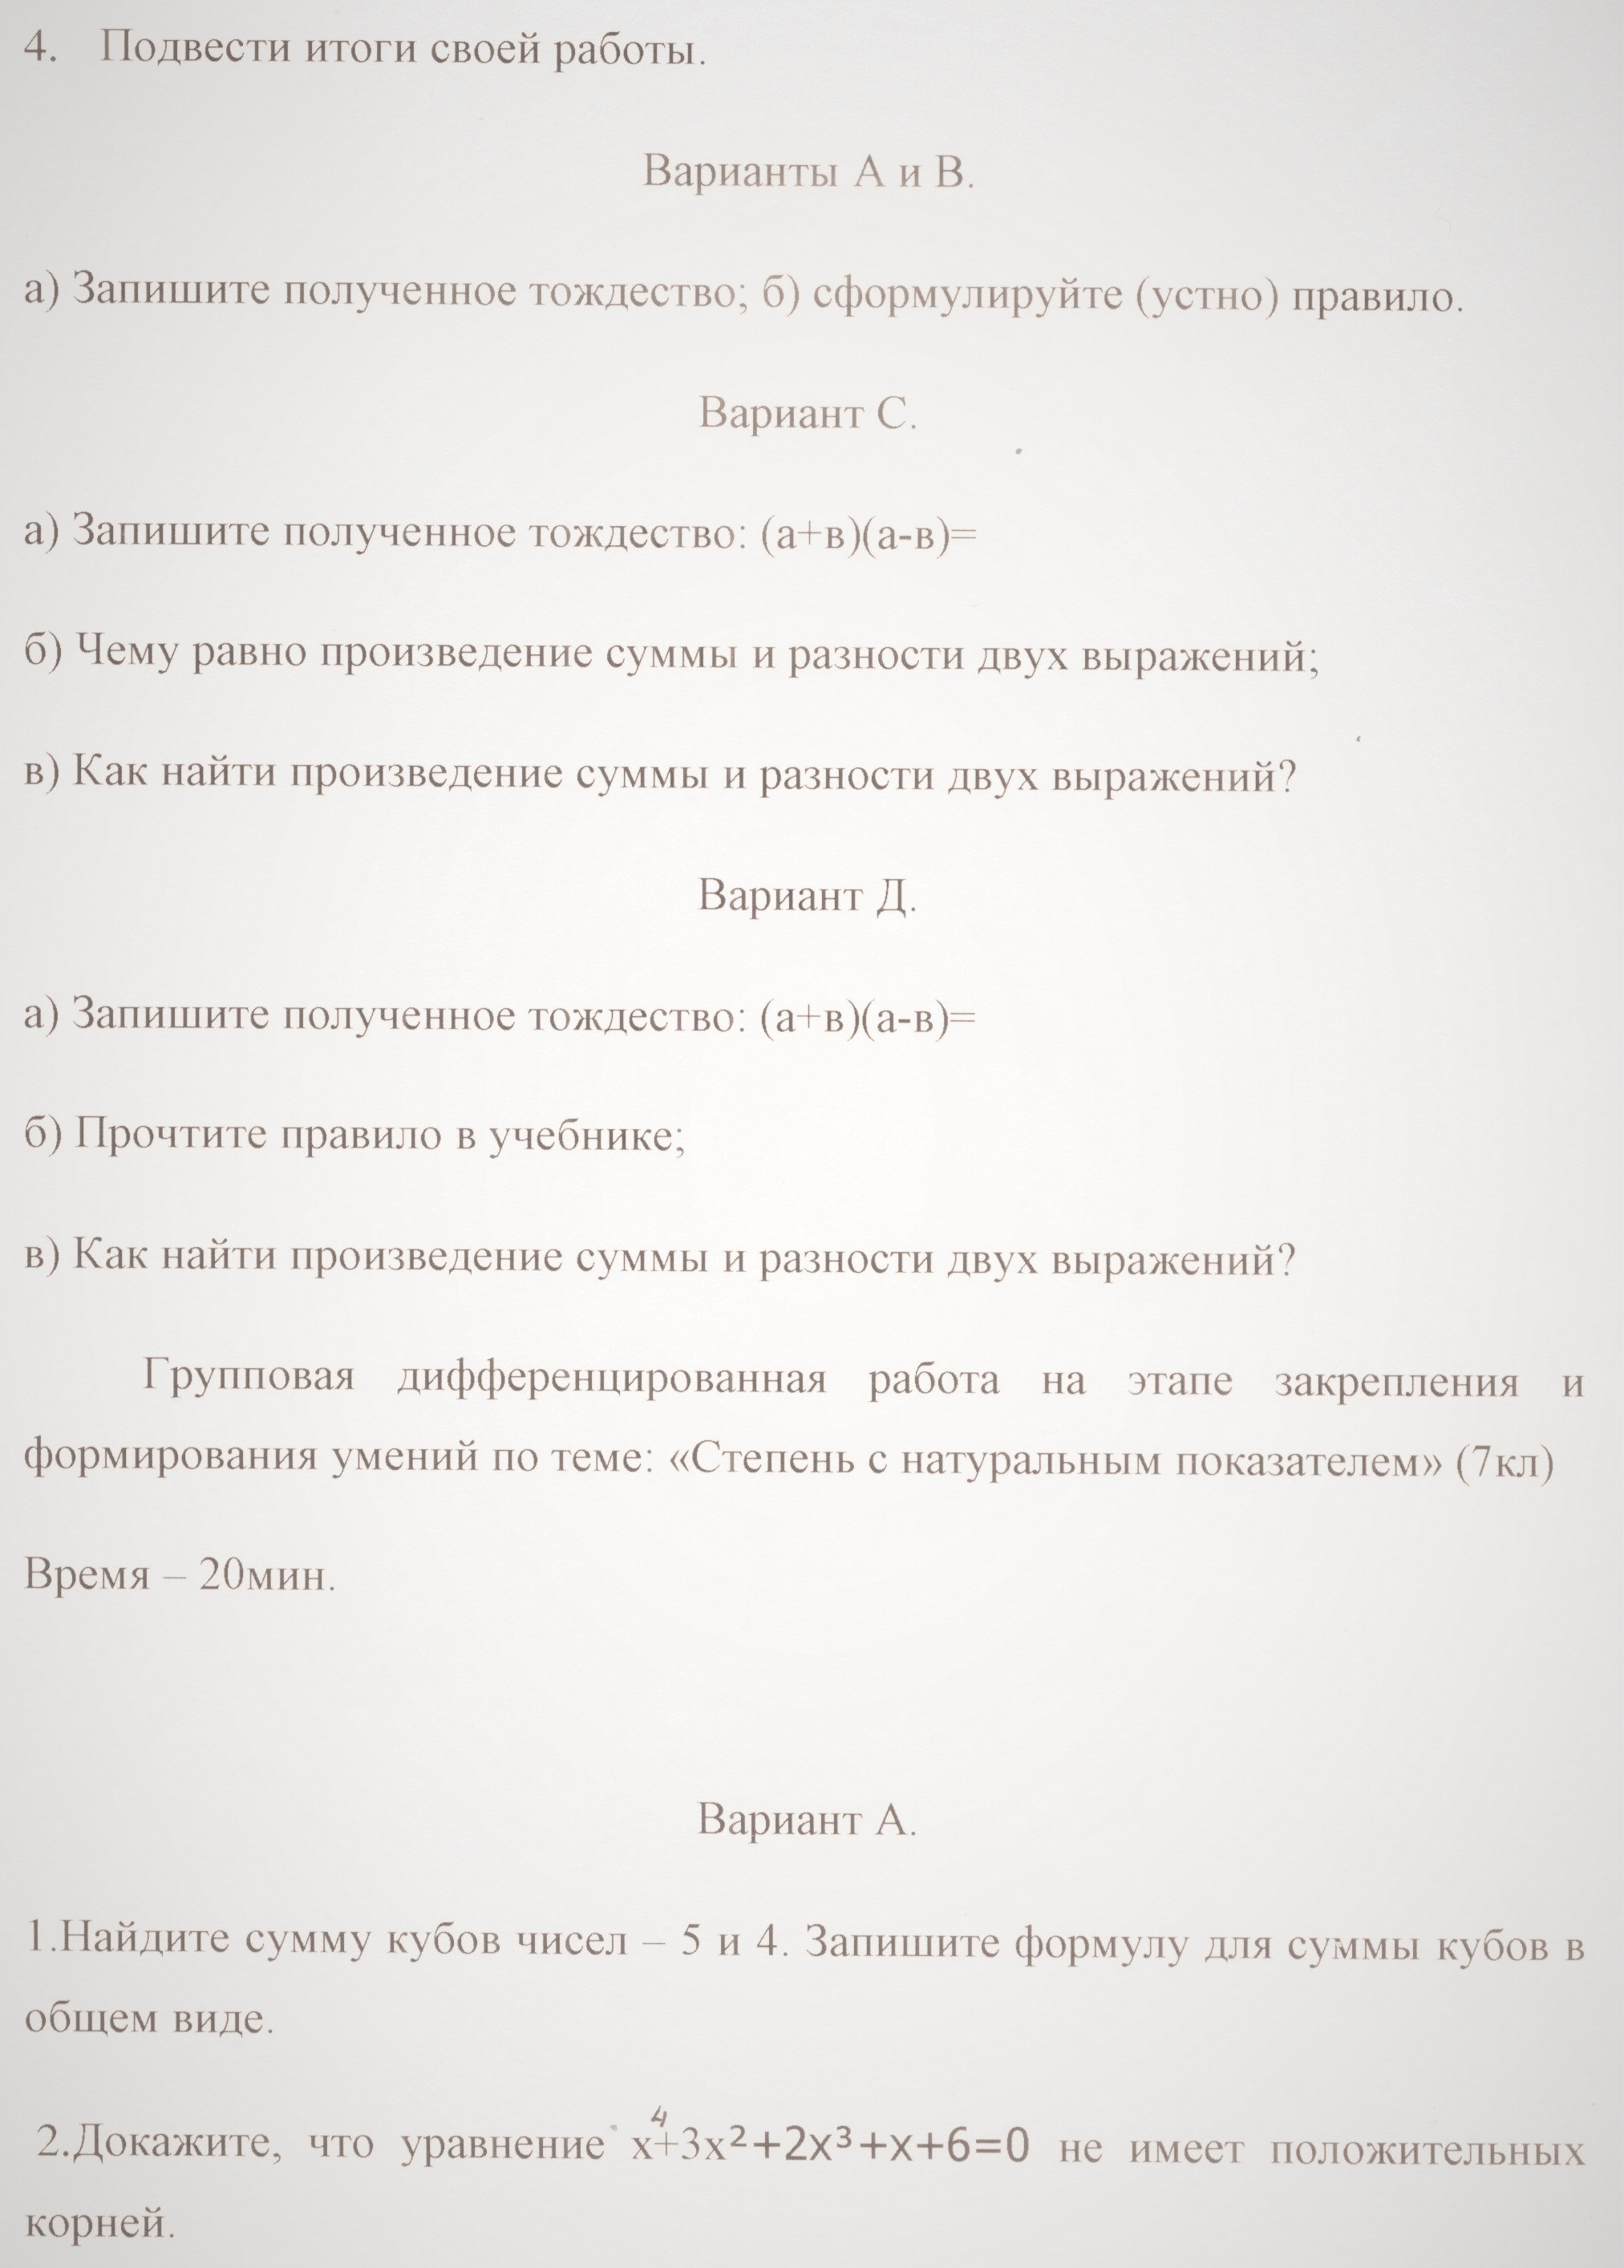 4. Подвести итоги своей работы.
Варианты А и В.
а) Запишите полученное тождество; б) сформулируйте (устно) правило.
Вариант С.
а) Запишите полученное тождество: (а+в)(а-в)=
б) Чему равно произведение суммы и разности двух выражений;
в) Как найти произведение суммы и разности двух выражений?
Вариант Д.
а) Запишите полученное тождество: (а+в)(а-в)=
б) Прочтите правило в учебнике;
в) Как найти произведение суммы и разности двух выражений?
Групповая дифференцированная работа на этапе закрепления и
формирования умений по теме: «Степень с натуральным показателем» (7кл)
Время – 20мин.
Вариант А.
1.Найдите сумму кубов чисел – 5 и 4. Запишите формулу для суммы кубов в
общем виде.
2.Докажите, что уравнение х⁴+3х²+2х³+х+6=0 не имеет положительных
корней.